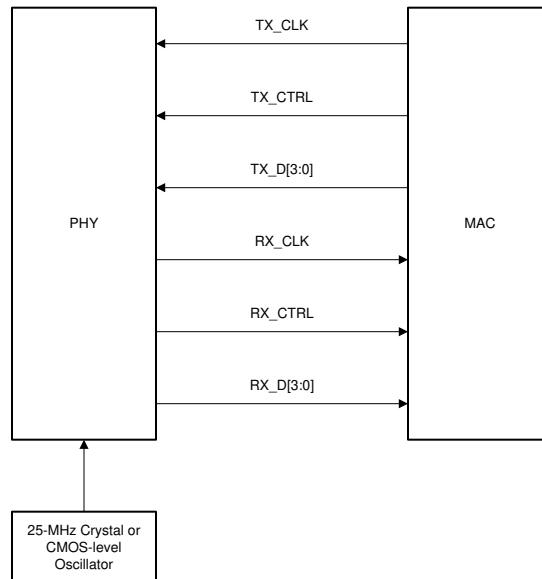 TX_CLK
TX_CTRL
TX_D[3:0]
PHY
MAC
RX_CLK
RX_CTRL
RX_D[3:0]
25-MHz Crystal or
CMOS-level
Oscillator